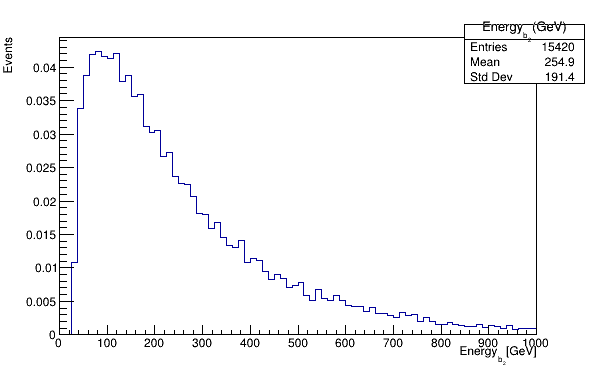 Energy_b2 (GeV)
Entries 15420
Mean 254.9
Std Dev 191.4
Events
0.04
0.035
0.03
0.025
0.02
0.015
0.01
0.005
0
0 100 200 300 400 500 600 700 800 900 1000
Energy_b2 [GeV]